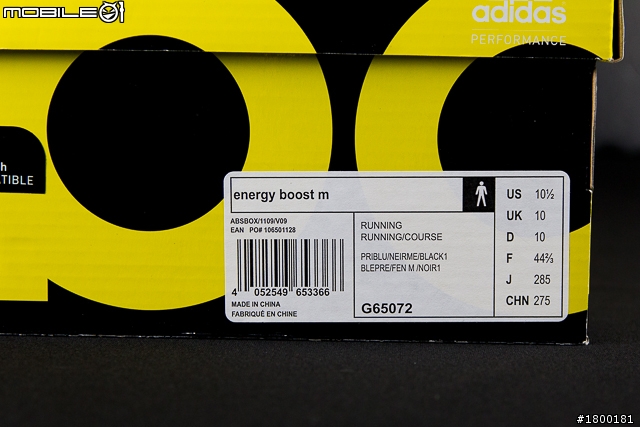 MOBILE01
adidas
PERFORMANCE
h
TIBLE
energy boost m
ABSBOX/1109/V09
EAN PO# 106501128
4 052549 653366
MADE IN CHINA
FABRIQUÉ EN CHINE
RUNNING
RUNNING/COURSE
PRIBLU/NEIRME/BLACK1
BLEPRE/FEN M /NOIR1
G65072
US 10½
UK 10
D 10
F 44⅔
J 285
CHN 275
#1800181